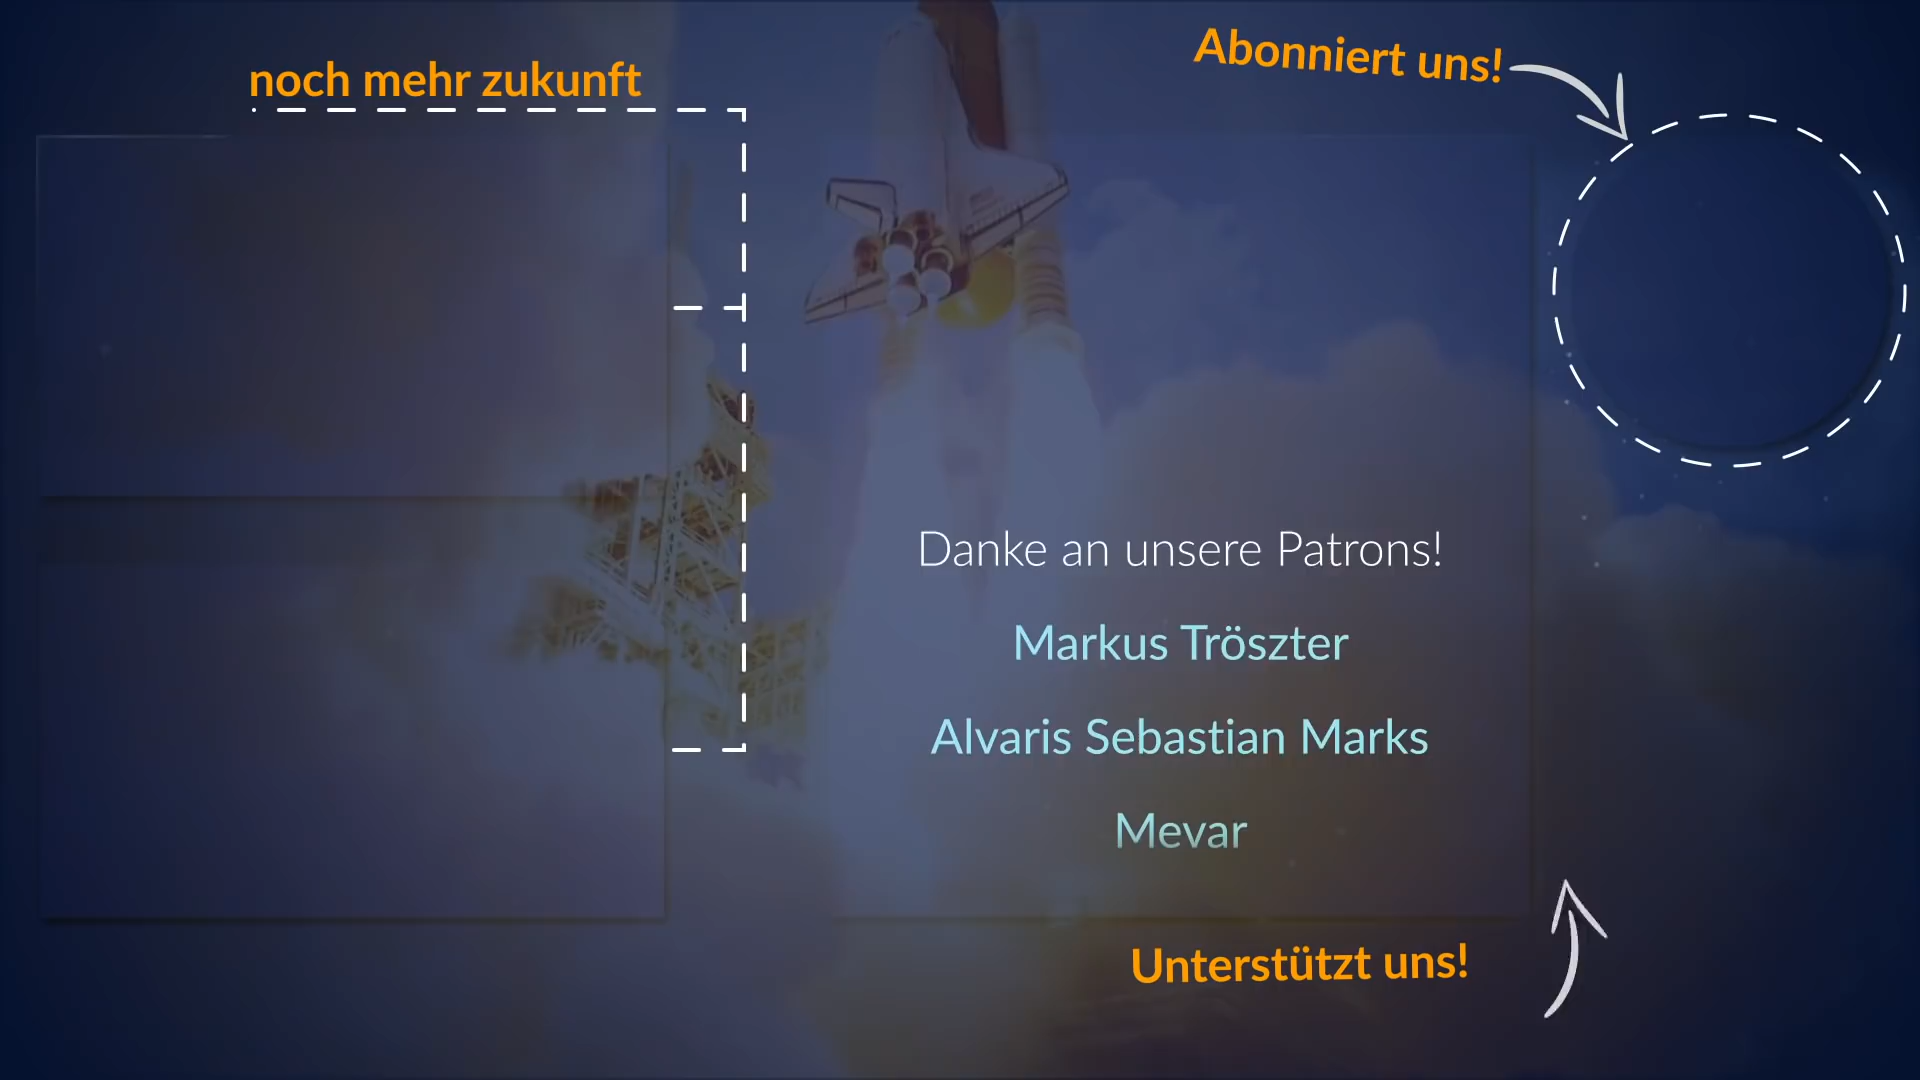 noch mehr zukunft
Abonniert uns!
Danke an unsere Patrons!
Markus Tröszter
Alvaris Sebastian Marks
Mevar
Unterstützt uns!